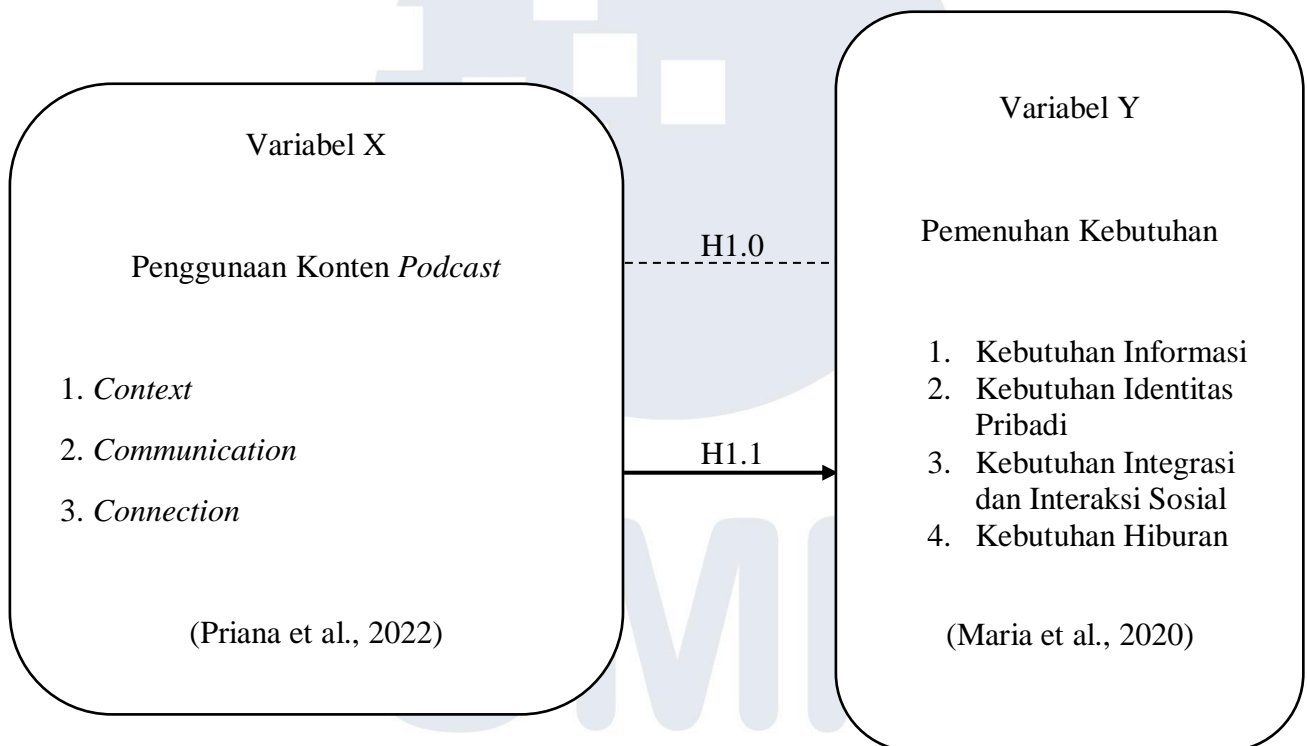 Variabel X
Penggunaan Konten Podcast
1. Context
2. Communication
3. Connection
(Priana et al., 2022)
H1.0
H1.1
Variabel Y
Pemenuhan Kebutuhan
1. Kebutuhan Informasi
2. Kebutuhan Identitas
Pribadi
3. Kebutuhan Integrasi
dan Interaksi Sosial
4. Kebutuhan Hiburan
(Maria et al., 2020)